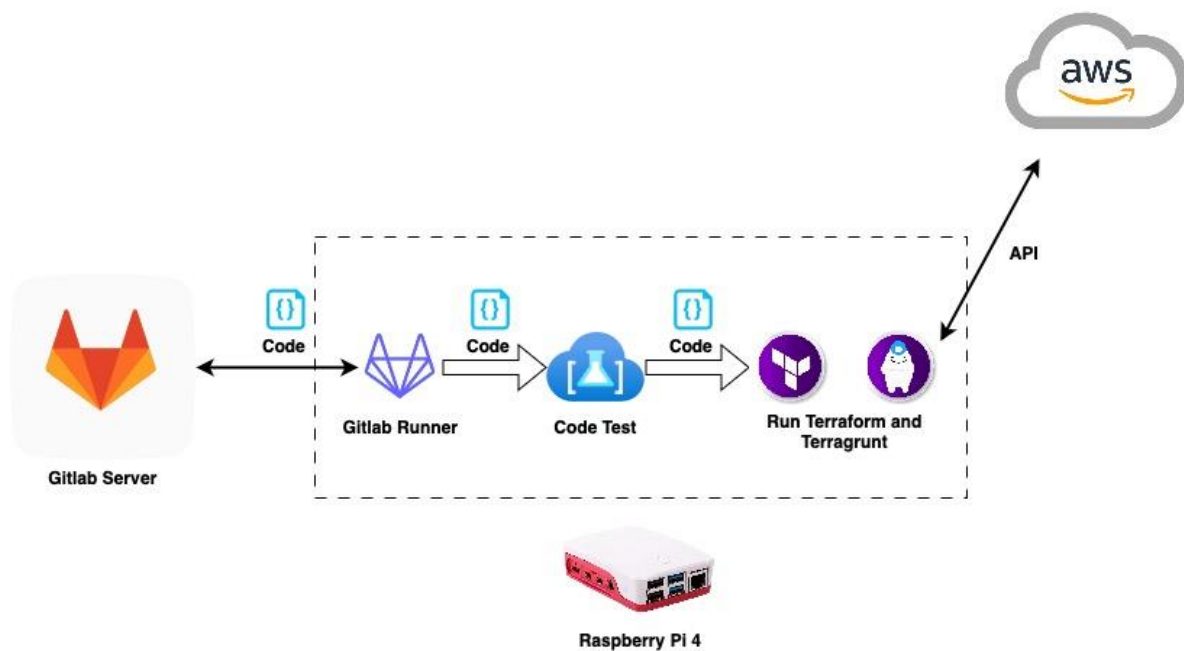 aws
API
Code
Code
Code
Gitlab Server
Gitlab Runner
Code Test
Run Terraform and
Terragrunt
Raspberry Pi 4